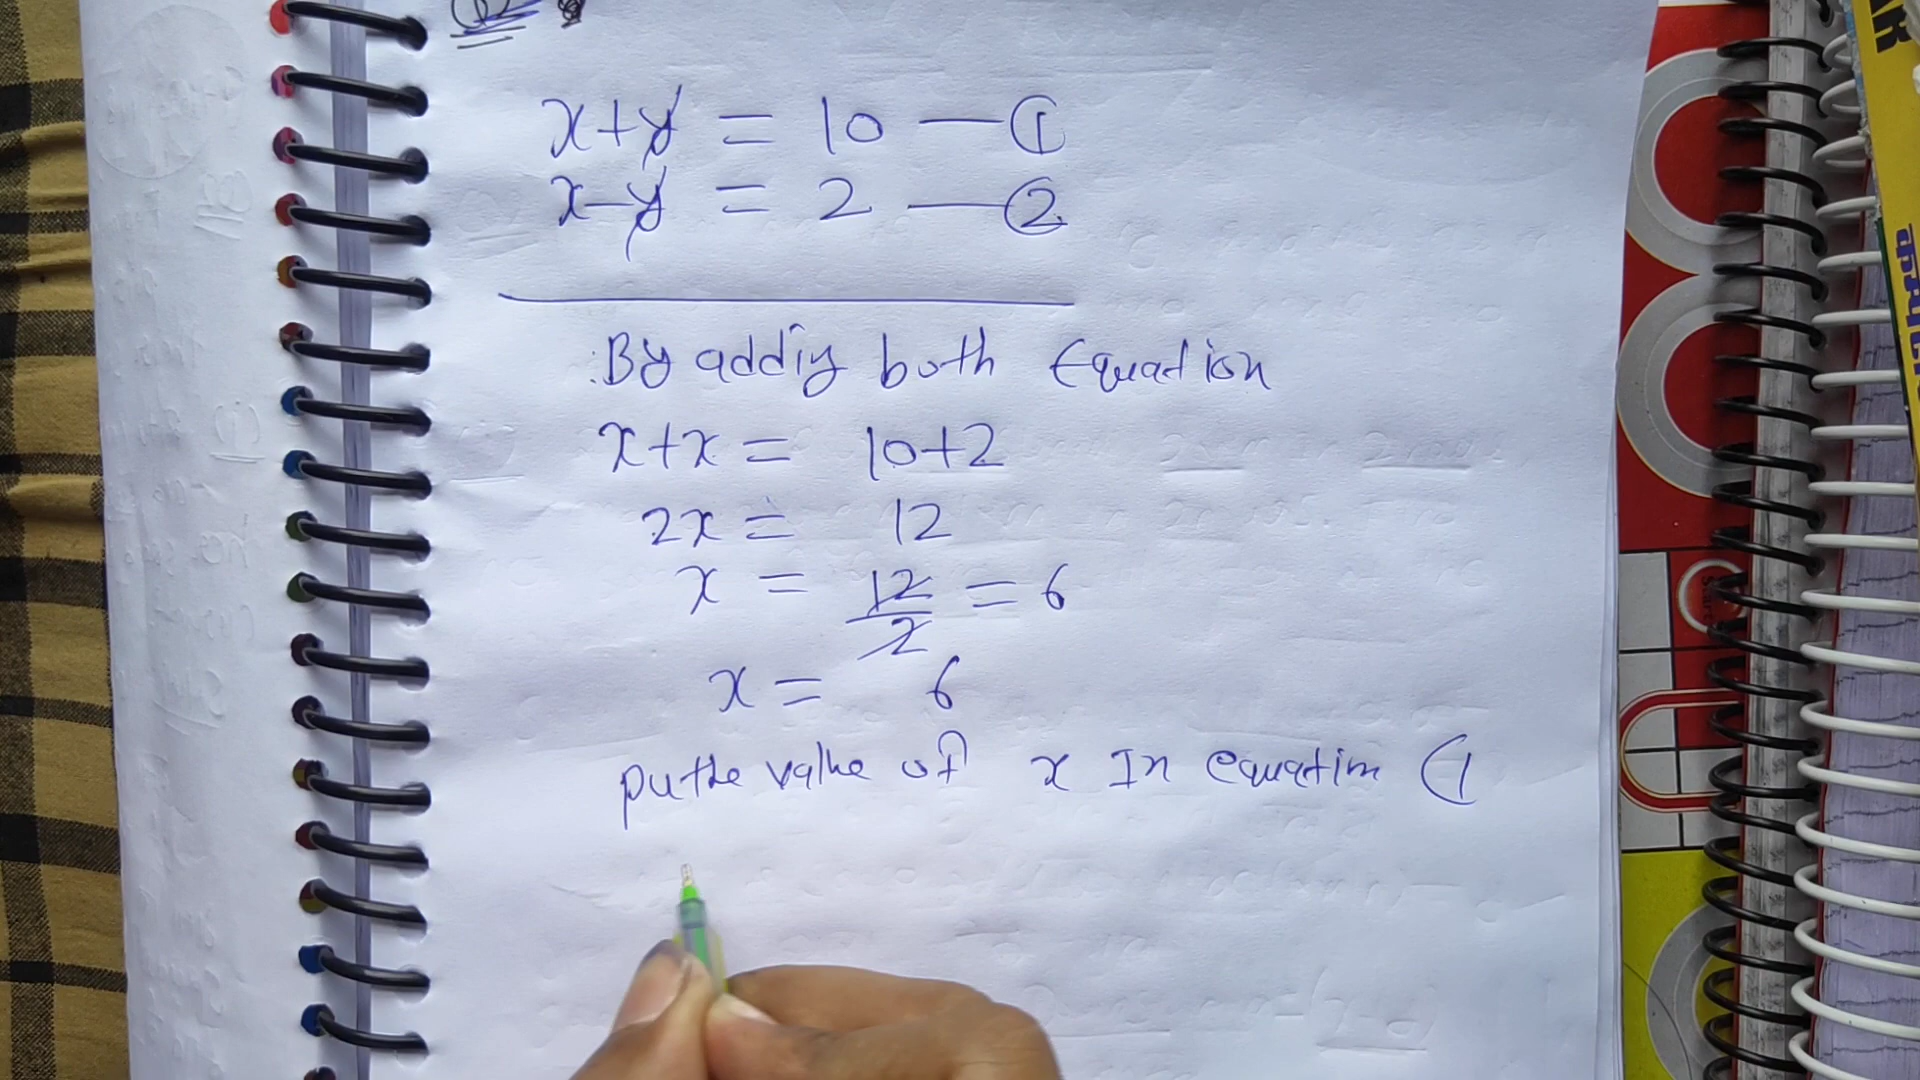 x+y = 10 — ①
x-y = 2 — ②
By addiy both Equation
x+x = 10+2
2x = 12
x = 12/2 = 6
x = 6
Pu the value of x In equation ①